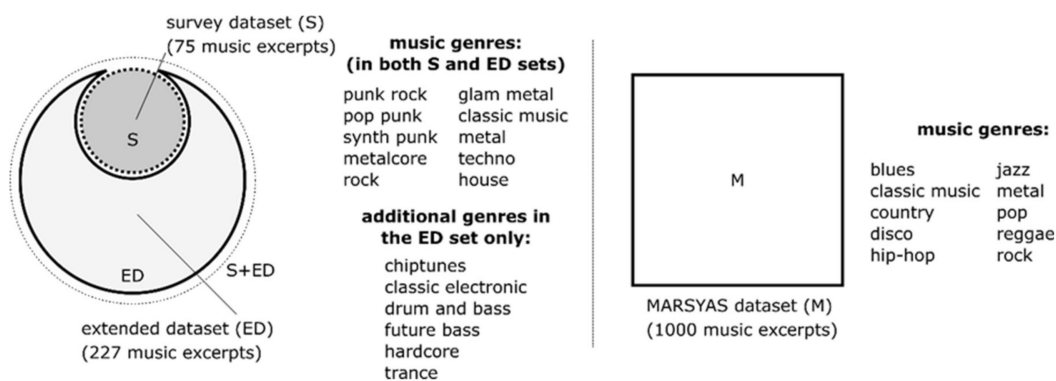 survey dataset (S)
(75 music excerpts)
S
ED
S+ED
extended dataset (ED)
(227 music excerpts)
music genres:
(in both S and ED sets)
punk rock glam metal
pop punk classic music
synth punk metal
metalcore techno
rock house
additional genres in
the ED set only:
chiptunes
classic electronic
drum and bass
future bass
hardcore
trance
M
MARSYAS dataset (M)
(1000 music excerpts)
music genres:
blues jazz
classic music metal
country pop
disco reggae
hip-hop rock